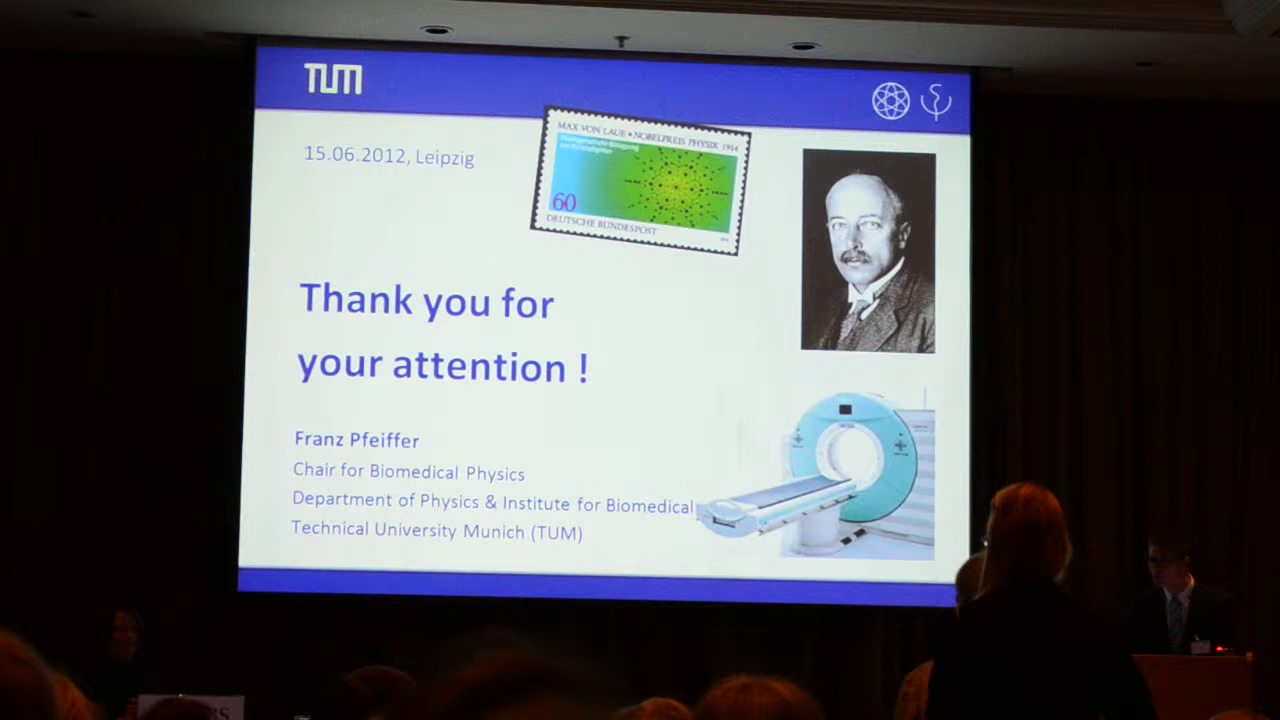 TUM
15.06.2012, Leipzig
MAX VON LAUE • NOBELPREIS PHYSIK 1914
60
DEUTSCHE BUNDESPOST
Thank you for
your attention !
Franz Pfeiffer
Chair for Biomedical Physics
Department of Physics & Institute for Biomedical
Technical University Munich (TUM)